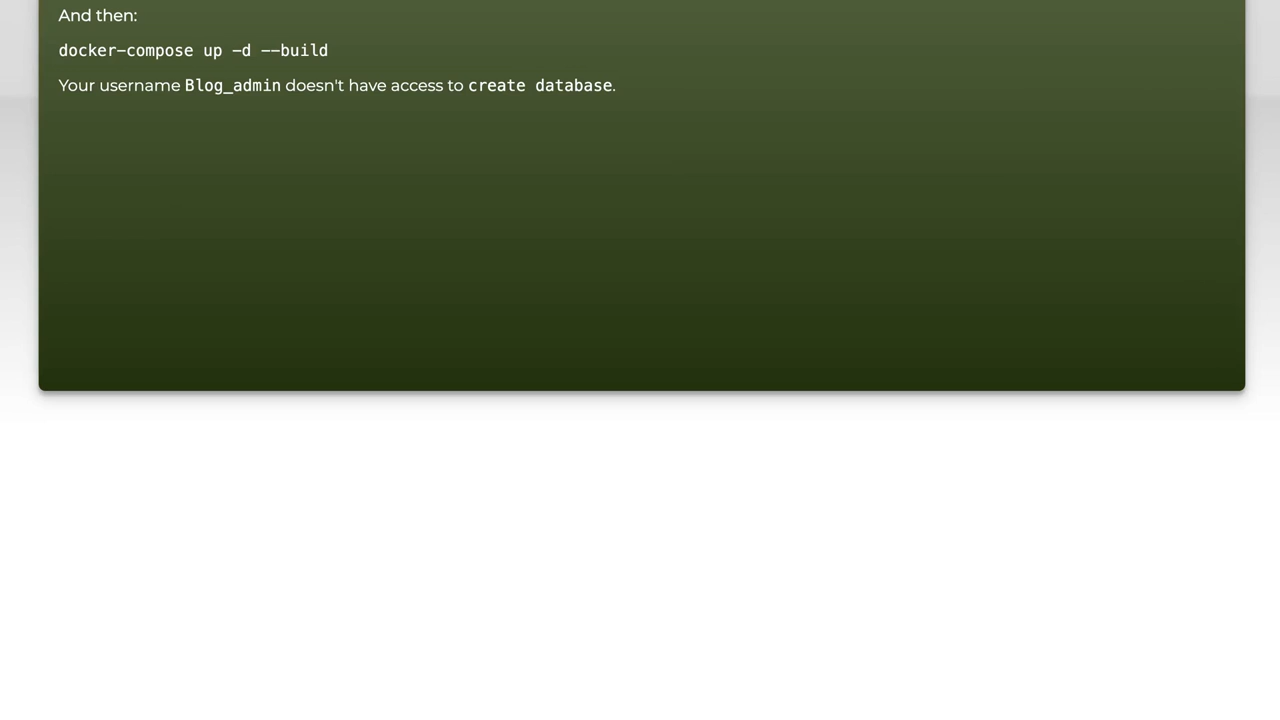 And then:
docker-compose up -d --build
Your username Blog_admin doesn't have access to create database.